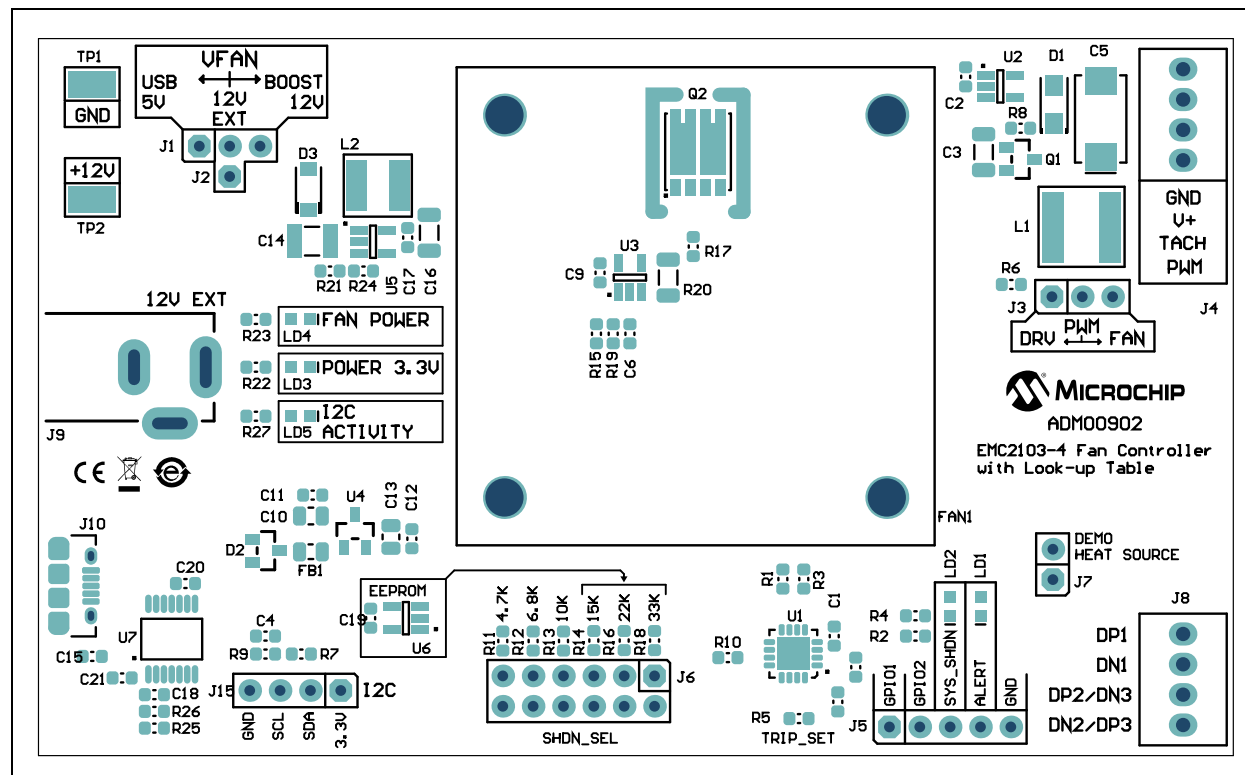 TP1
GND
+12V
TP2
VFAN
USB BOOST
5V 12V 12V
EXT
J1
J2
D3
L2
C14
R21
R24
U5
C17
C16
12V EXT
J9
R23
LD4
FAN POWER
R22
LD3
POWER 3.3V
R27
LD5
I2C
ACTIVITY
CE
Q2
U3
C9
R17
R20
R15
R19
C6
FAN1
U2
D1
C5
C2
R8
C3
Q1
L1
R6
GND
V+
TACH
PWM
J4
J3
PWM
DRV FAN
MICROCHIP
ADM00902
EMC2103-4 Fan Controller
with Look-up Table
J10
C11
C10
U4
C13
C12
D2
FB1
C20
U7
C15
C21
C18
R26
R25
C4
R9
R7
J15
I2C
GND
SCL
SDA
3.3V
EEPROM
C19
U6
4.7K
6.8K
10K
15K
22K
33K
R11
R12
R13
R14
R16
R18
J6
SHDN_SEL
R1
R3
U1
C1
R10
R5
TRIP_SET
R4
R2
LD2
LD1
GPIO1
GPIO2
SYS_SHDN
ALERT
GND
J5
DEMO
HEAT SOURCE
J7
J8
DP1
DN1
DP2/DN3
DN2/DP3